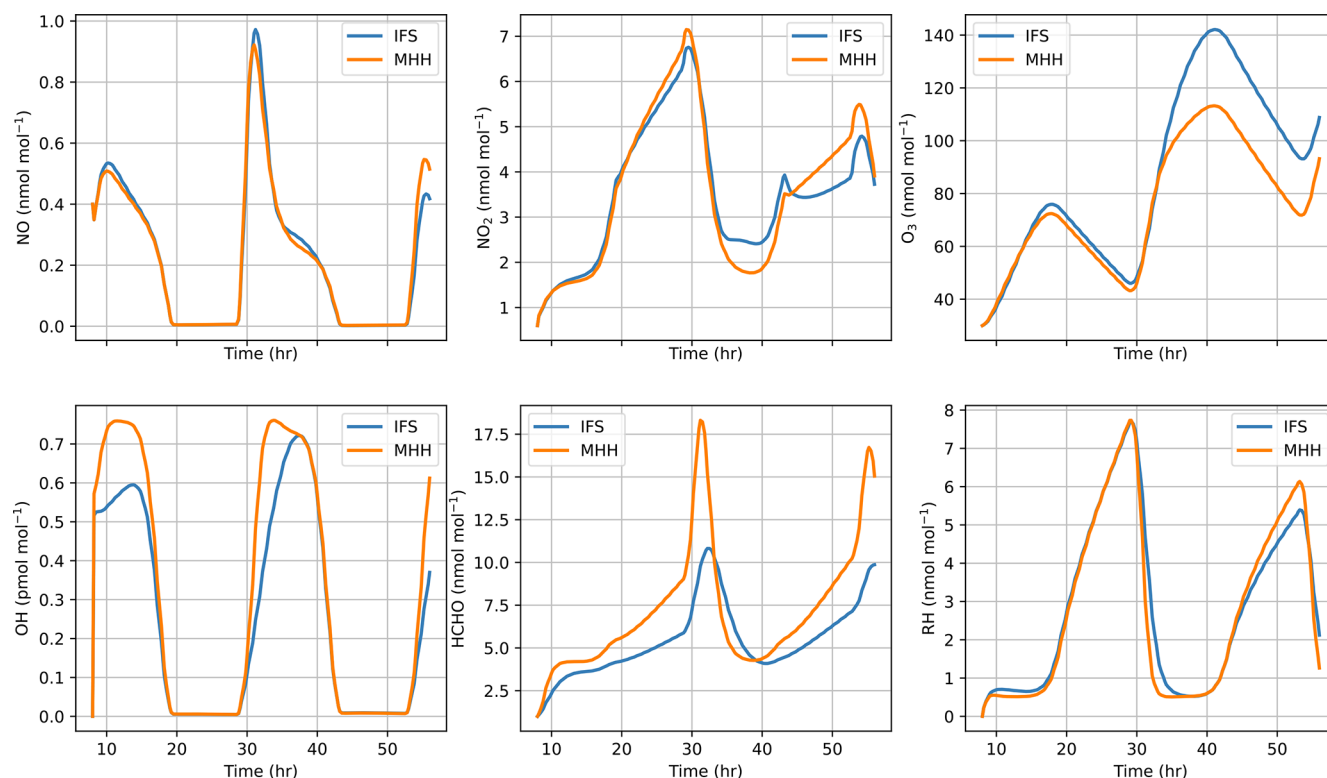 NO (nmol mol⁻¹)
1.0
0.8
0.6
0.4
0.2
0.0
IFS
MHH
Time (hr)
NO₂ (nmol mol⁻¹)
7
6
5
4
3
2
1
IFS
MHH
Time (hr)
O₃ (nmol mol⁻¹)
140
120
100
80
60
40
IFS
MHH
Time (hr)
OH (pmol mol⁻¹)
0.7
0.6
0.5
0.4
0.3
0.2
0.1
0.0
IFS
MHH
10 20 30 40 50
Time (hr)
HCHO (nmol mol⁻¹)
17.5
15.0
12.5
10.0
7.5
5.0
2.5
IFS
MHH
10 20 30 40 50
Time (hr)
RH (nmol mol⁻¹)
8
7
6
5
4
3
2
1
0
IFS
MHH
10 20 30 40 50
Time (hr)